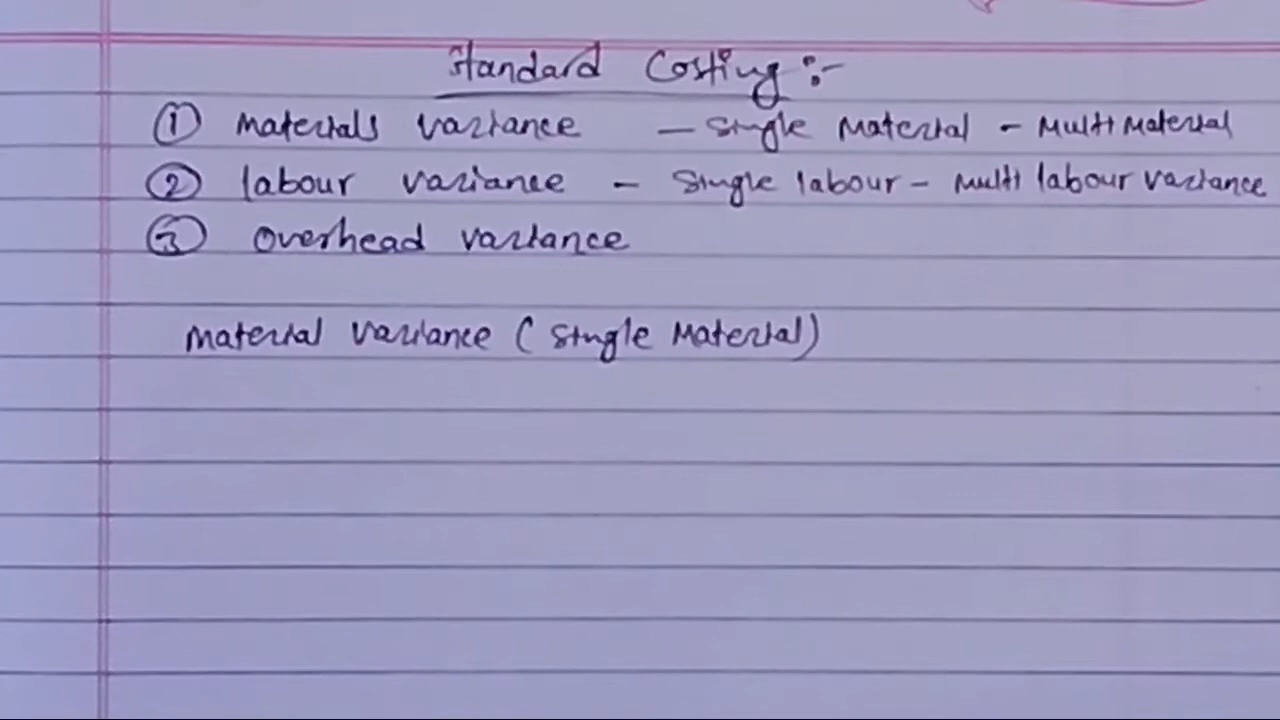 Standard Costing :-
① Materials variance - Single Material - Multi Material
② labour variance - Single labour - Multi labour variance
③ overhead variance
Material Variance ( Single Material )